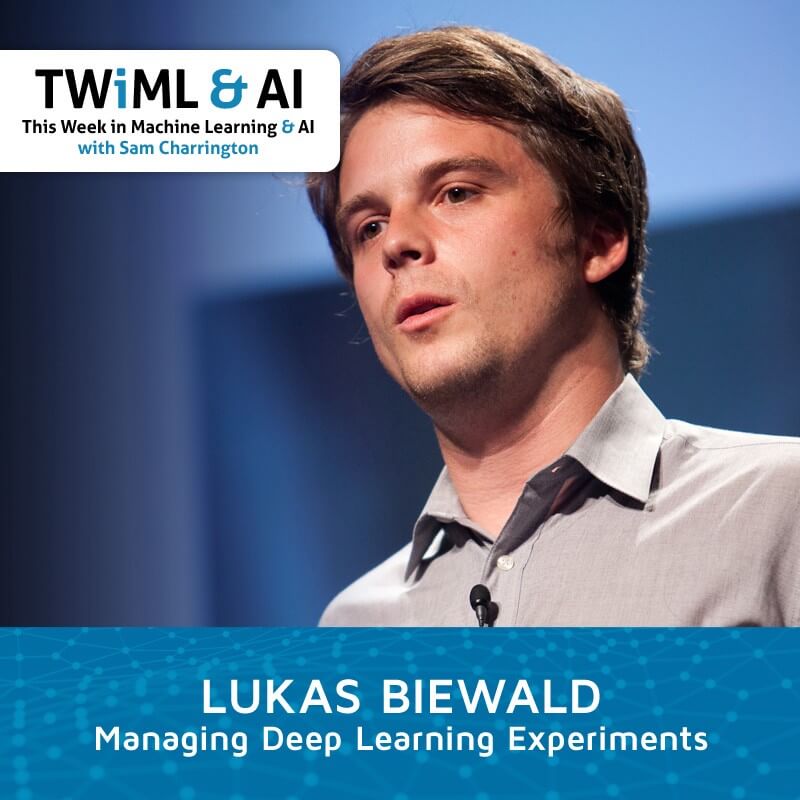 TWiML & AI
This Week in Machine Learning & AI
with Sam Charrington
LUKAS BIEWALD
Managing Deep Learning Experiments